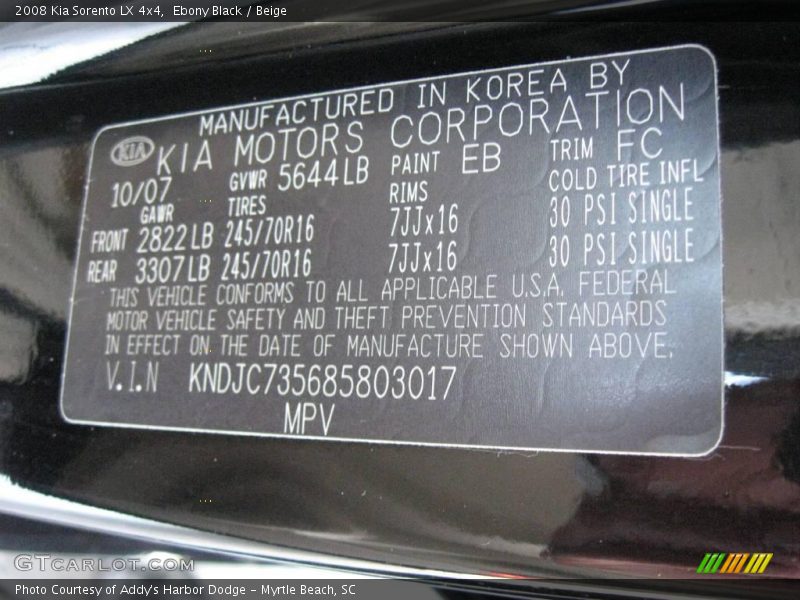 2008 Kia Sorento LX 4x4, Ebony Black / Beige
MANUFACTURED IN KOREA BY
KIA KIA MOTORS CORPORATION
10/07 GVWR 5644LB PAINT EB TRIM FC
GAWR TIRES RIMS COLD TIRE INFL
FRONT 2822LB 245/70R16 7JJx16 30 PSI SINGLE
REAR 3307LB 245/70R16 7JJx16 30 PSI SINGLE
THIS VEHICLE CONFORMS TO ALL APPLICABLE U.S.A. FEDERAL
MOTOR VEHICLE SAFETY AND THEFT PREVENTION STANDARDS
IN EFFECT ON THE DATE OF MANUFACTURE SHOWN ABOVE.
V.I.N KNDJC735685803017
MPV
GTCARLOT.COM
Photo Courtesy of Addy's Harbor Dodge - Myrtle Beach, SC